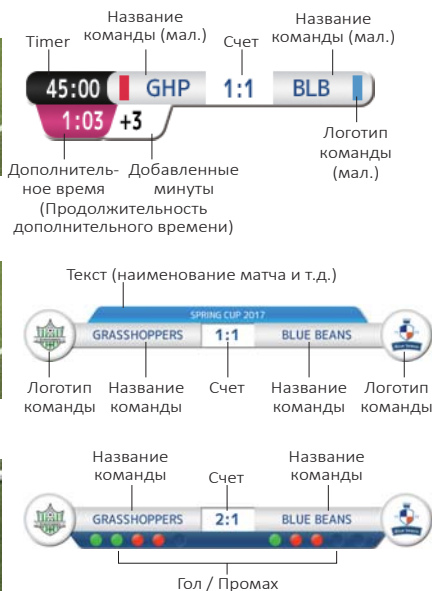 Название
команды (мал.)
Название
команды (мал.)
Timer
Счет
45:00 GHP 1:1 BLB
1:03 +3
Логотип
команды
(мал.)
Дополнитель-
ное время
(Продолжительность
дополнительного времени)
Добавленные
минуты
Текст (наименование матча и т.д.)
SPRING CUP 2017
GRASSHOPPERS 1:1 BLUE BEANS
Логотип
команды
Название
команды
Счет
Название
команды
Логотип
команды
Название
команды
Счет
Название
команды
GRASSHOPPERS 2:1 BLUE BEANS
Гол / Промах